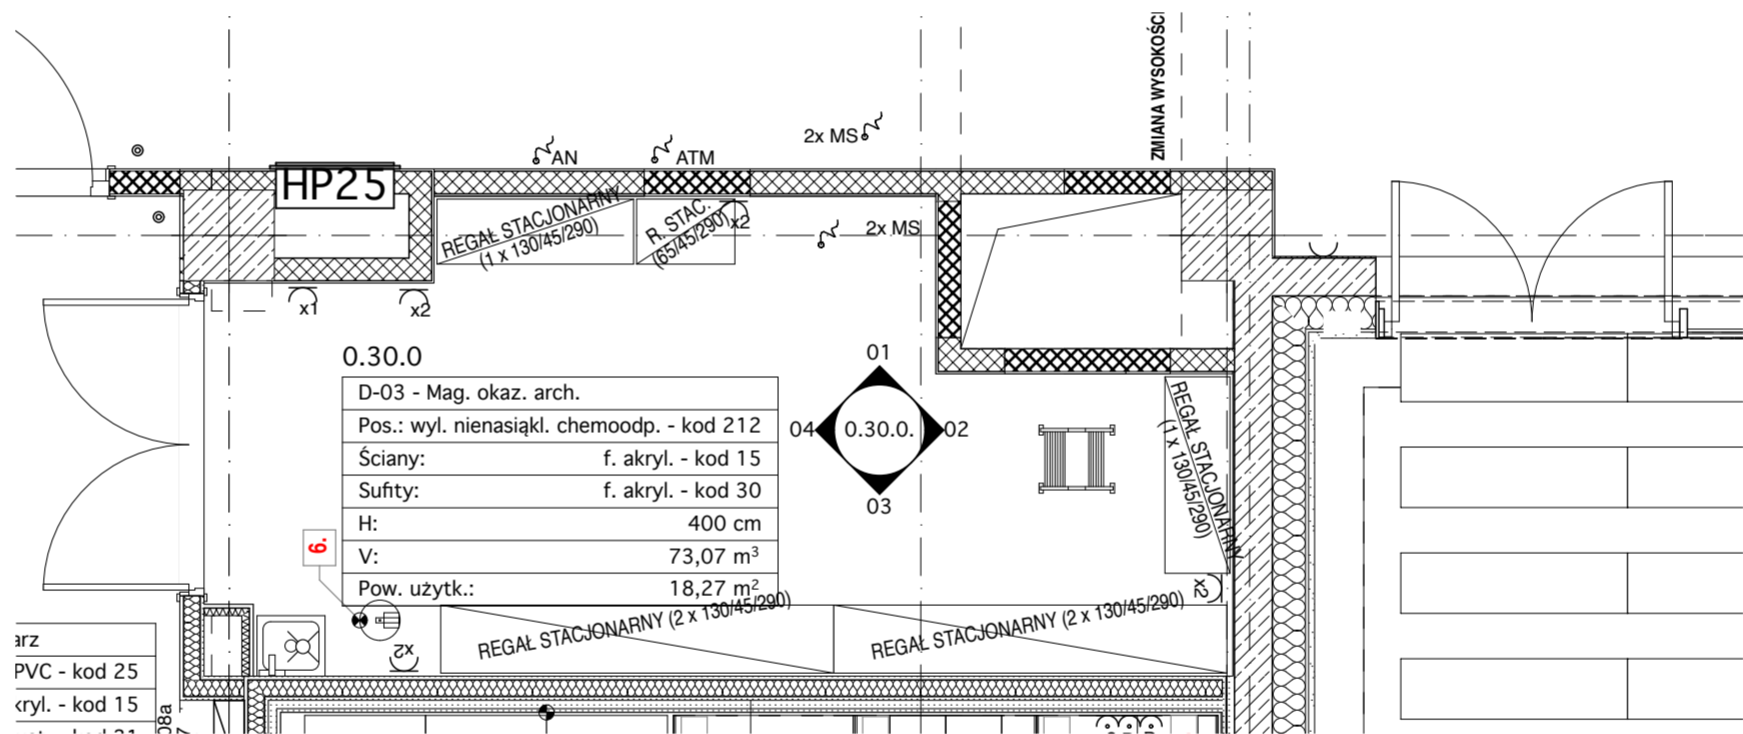 ZMIANA WYSOKOŚCI
2x MS
AN
ATM
HP25
REGAŁ STACJONARNY
(1 x 130/45/290)
R. STAC.
(65/45/290)
x2
2x MS
x1
x2
0.30.0
D-03 - Mag. okaz. arch.
Pos.: wyl. nienasiąkl. chemoodp. - kod 212
Ściany: f. akryl. - kod 15
Sufity: f. akryl. - kod 30
H: 400 cm
V: 73,07 m³
Pow. użytk.: 18,27 m²
01
04
0.30.0.
02
03
REGAŁ STACJONARNY
(1 x 130/45/290)
x2
6.
REGAŁ STACJONARNY (2 x 130/45/290)
REGAŁ STACJONARNY (2 x 130/45/290)
x2
arz
PVC - kod 25
kryl. - kod 15
08a